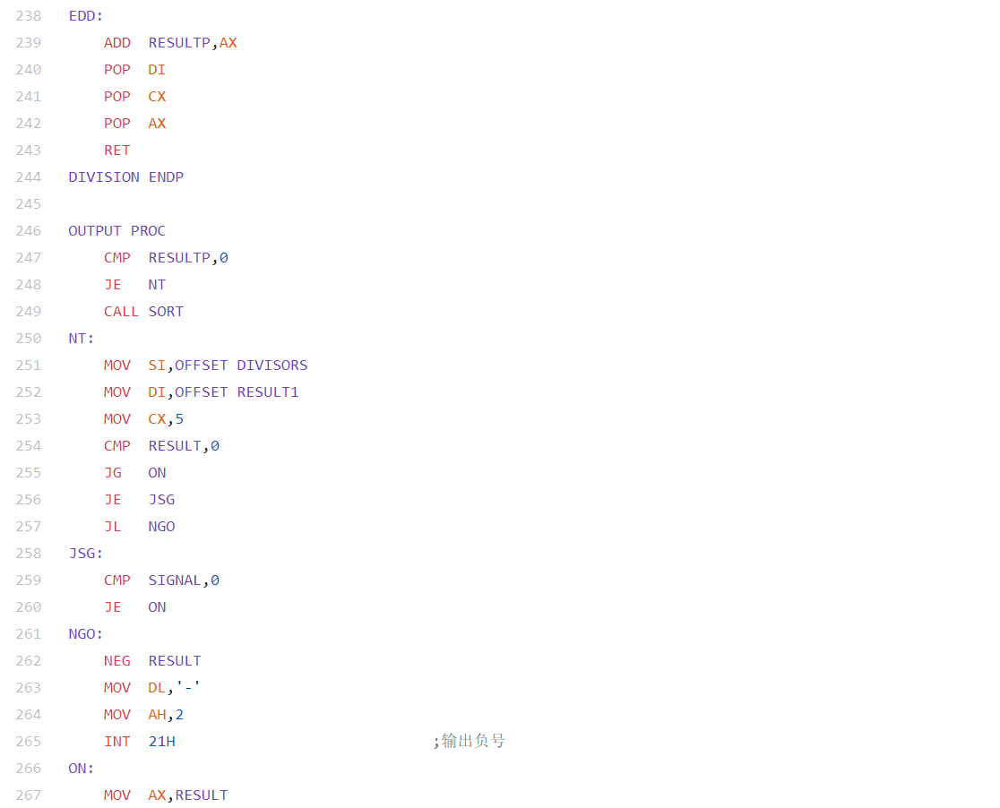 238 EDD:
239     ADD  RESULTP,AX
240     POP  DI
241     POP  CX
242     POP  AX
243     RET
244 DIVISION ENDP
245
246 OUTPUT PROC
247     CMP  RESULTP,0
248     JE   NT
249     CALL SORT
250 NT:
251     MOV  SI,OFFSET DIVISORS
252     MOV  DI,OFFSET RESULT1
253     MOV  CX,5
254     CMP  RESULT,0
255     JG   ON
256     JE   JSG
257     JL   NGO
258 JSG:
259     CMP  SIGNAL,0
260     JE   ON
261 NGO:
262     NEG  RESULT
263     MOV  DL,'-'
264     MOV  AH,2
265     INT  21H                             ;输出负号
266 ON:
267     MOV  AX,RESULT